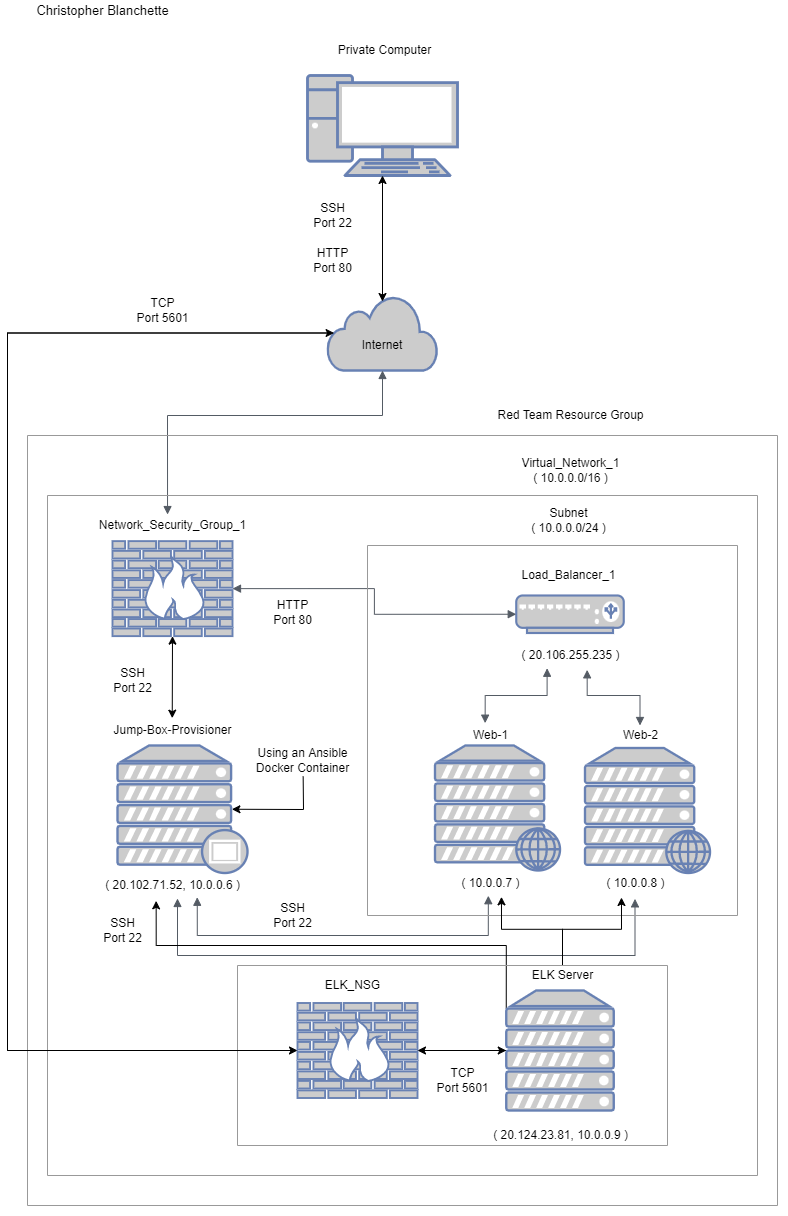 Christopher Blanchette
Private Computer
SSH
Port 22
HTTP
Port 80
TCP
Port 5601
Internet
Red Team Resource Group
Virtual_Network_1
( 10.0.0.0/16 )
Subnet
( 10.0.0.0/24 )
Network_Security_Group_1
Load_Balancer_1
HTTP
Port 80
( 20.106.255.235 )
SSH
Port 22
Jump-Box-Provisioner
Using an Ansible
Docker Container
Web-1
Web-2
( 20.102.71.52, 10.0.0.6 )
( 10.0.0.7 )
( 10.0.0.8 )
SSH
Port 22
SSH
Port 22
ELK_NSG
ELK Server
TCP
Port 5601
( 20.124.23.81, 10.0.0.9 )